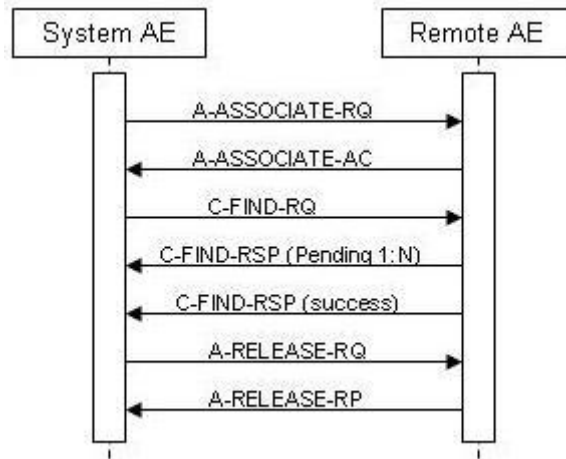 System AE
Remote AE
A-ASSOCIATE-RQ
A-ASSOCIATE-AC
C-FIND-RQ
C-FIND-RSP (Pending 1:N)
C-FIND-RSP (success)
A-RELEASE-RQ
A-RELEASE-RP